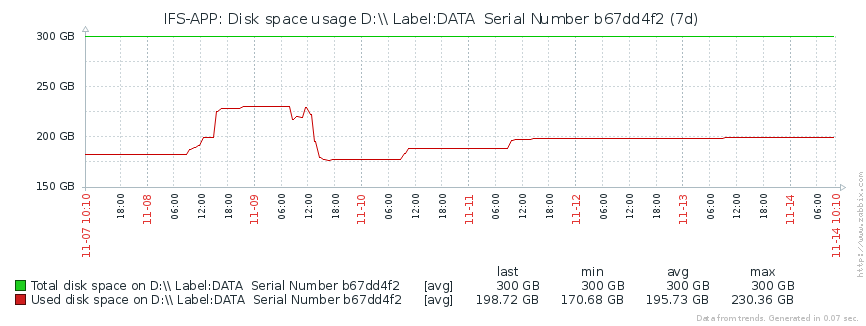 IFS-APP: Disk space usage D:\\ Label:DATA  Serial Number b67dd4f2 (7d)
300 GB
250 GB
200 GB
150 GB
11-07 10:10 18:00 11-08 06:00 12:00 18:00 11-09 06:00 12:00 18:00 11-10 06:00 12:00 18:00 11-11 06:00 12:00 18:00 11-12 06:00 12:00 18:00 11-13 06:00 12:00 18:00 11-14 06:00 11-14 10:10
last min avg max
Total disk space on D:\\ Label:DATA  Serial Number b67dd4f2 [avg] 300 GB 300 GB 300 GB 300 GB
Used disk space on D:\\ Label:DATA  Serial Number b67dd4f2 [avg] 198.72 GB 170.68 GB 195.73 GB 230.36 GB
http://www.zabbix.com
Data from trends. Generated in 0.07 sec.